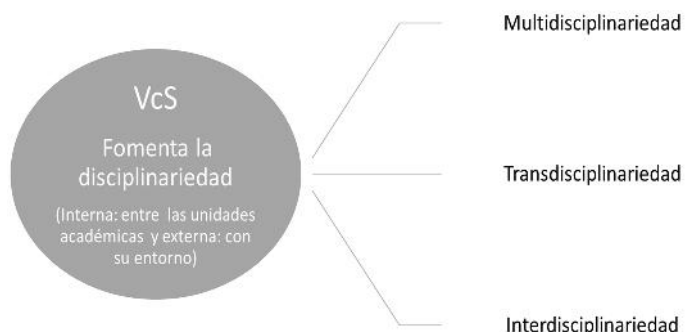 VcS
Fomenta la
disciplinariedad
(Interna: entre las unidades
académicas y externa: con
su entorno)
Multidisciplinariedad
Transdisciplinariedad
Interdisciplinariedad